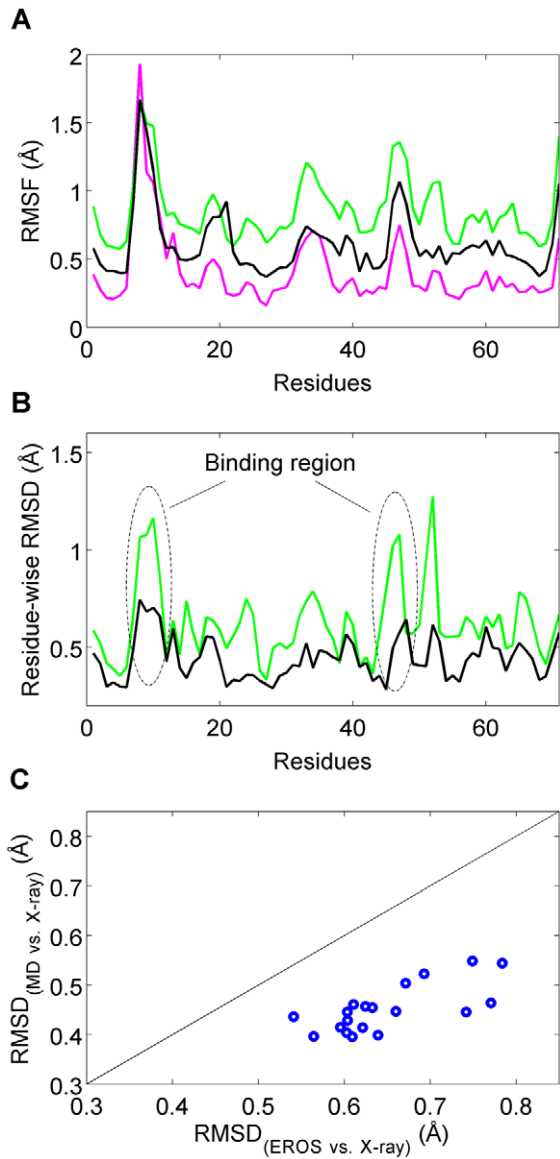 A
2
1.5
1
0.5
0
RMSF (Å)
0 20 40 60
Residues
B
1.5
1
0.5
Residue-wise RMSD (Å)
Binding region
0 20 40 60
Residues
C
0.8
0.7
0.6
0.5
0.4
0.3
RMSD(MD vs. X-ray) (Å)
0.3 0.4 0.5 0.6 0.7 0.8
RMSD(EROS vs. X-ray) (Å)